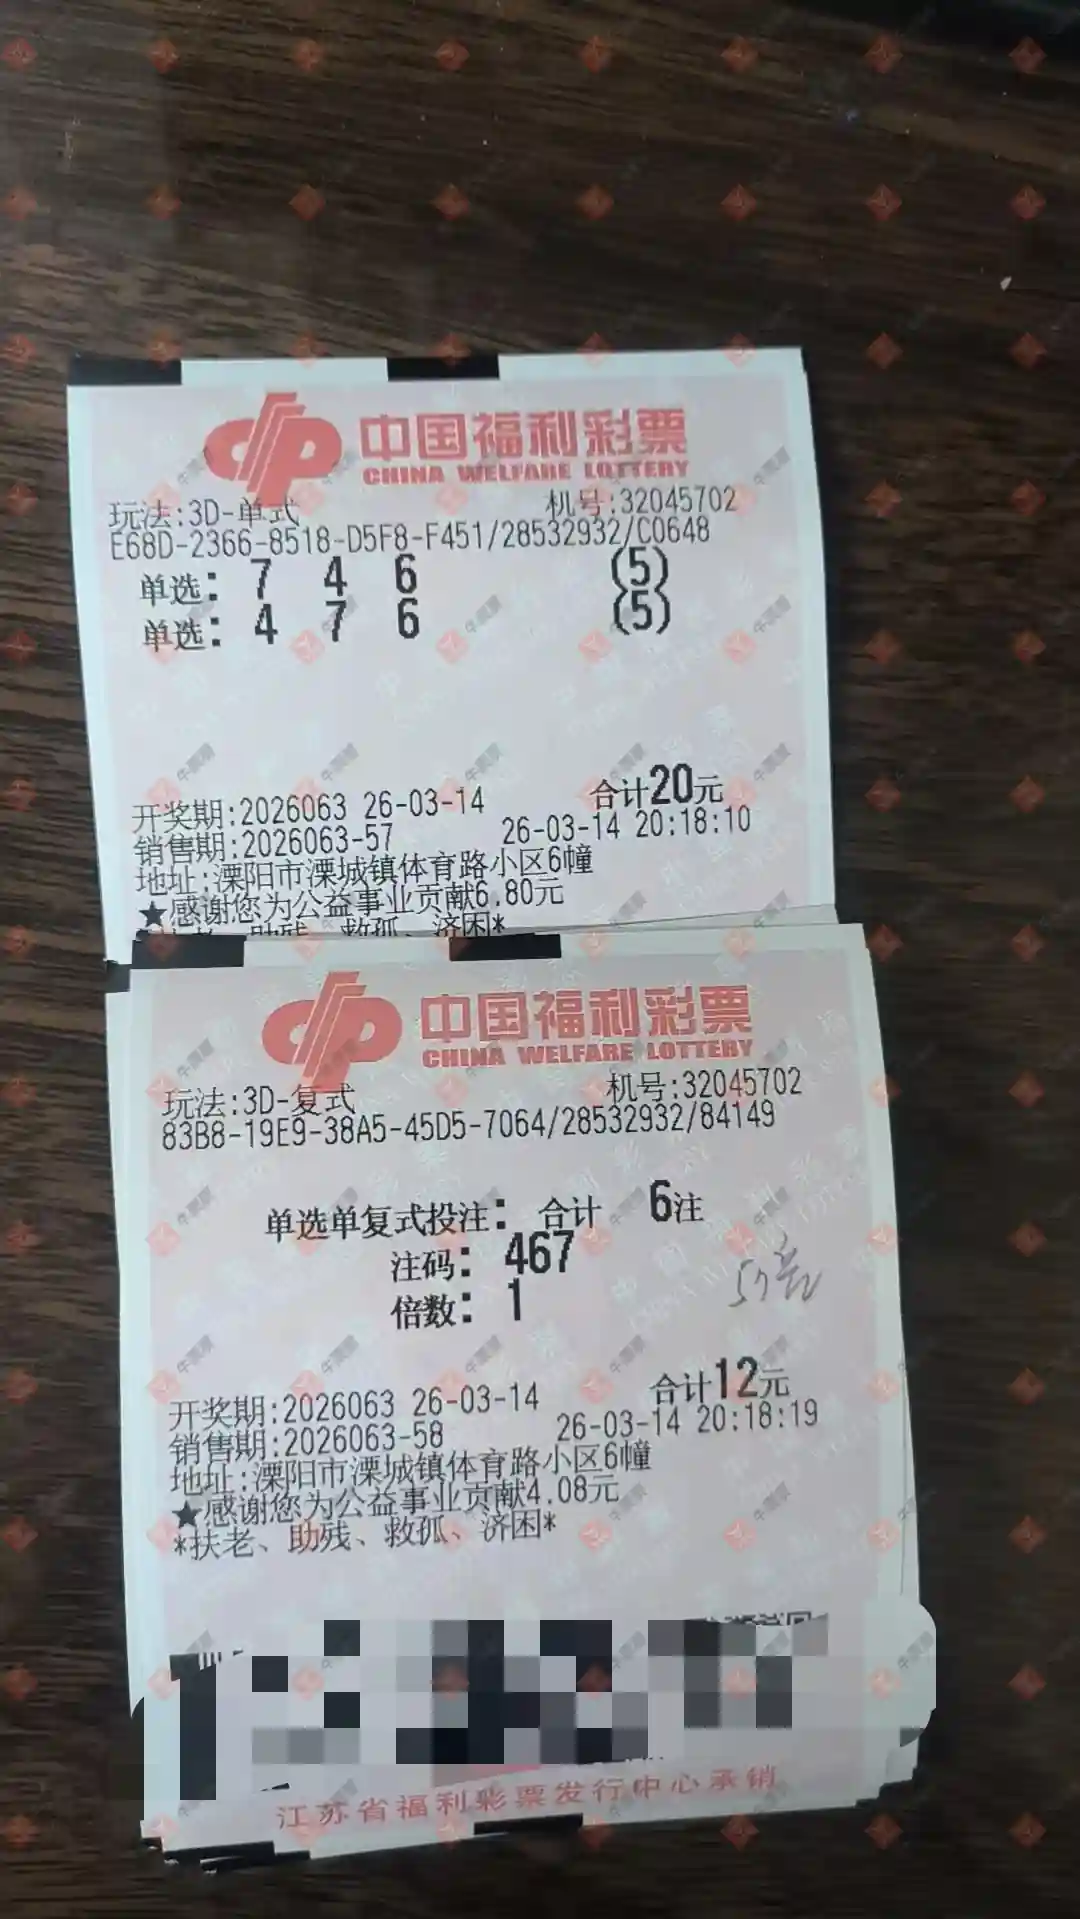 中国福利彩票
CHINA WELFARE LOTTERY
玩法:3D-单式 机号:32045702
E68D-2366-8518-D5F8-F451/28532932/C0648
单选: 7 4 6 (5)
单选: 4 7 6 (5)
合计20元
开奖期:2026063 26-03-14
销售期:2026063-57 26-03-14 20:18:10
地址:溧阳市溧城镇体育路小区6幢
★感谢您为公益事业贡献6.80元
助残、救孤、济困*
中国福利彩票
CHINA WELFARE LOTTERY
玩法:3D-复式 机号:32045702
83B8-19E9-38A5-45D5-7064/28532932/84149
单选单复式投注: 合计 6注
注码: 467
倍数: 1
合计12元
开奖期:2026063 26-03-14
销售期:2026063-58 26-03-14 20:18:19
地址:溧阳市溧城镇体育路小区6幢
★感谢您为公益事业贡献4.08元
*扶老、助残、救孤、济困*
江苏省福利彩票发行中心承销